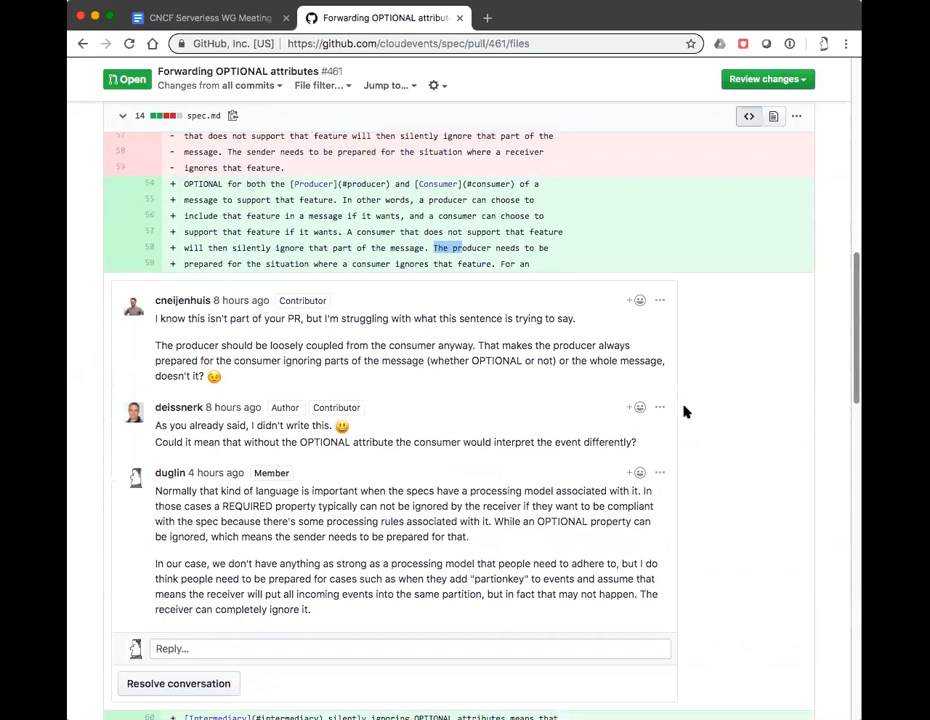 CNCF Serverless WG Meeting
Forwarding OPTIONAL attribut
GitHub, Inc. [US] https://github.com/cloudevents/spec/pull/461/files
Open
Forwarding OPTIONAL attributes #461
Changes from all commits File filter... Jump to...
Review changes
14 spec.md
57 - that does not support that feature will then silently ignore that part of the
58 - message. The sender needs to be prepared for the situation where a receiver
59 - ignores that feature.
54 + OPTIONAL for both the [Producer](#producer) and [Consumer](#consumer) of a
55 + message to support that feature. In other words, a producer can choose to
56 + include that feature in a message if it wants, and a consumer can choose to
57 + support that feature if it wants. A consumer that does not support that feature
58 + will then silently ignore that part of the message. The producer needs to be
59 + prepared for the situation where a consumer ignores that feature. For an
cneijenhuis 8 hours ago Contributor
I know this isn't part of your PR, but I'm struggling with what this sentence is trying to say.
The producer should be loosely coupled from the consumer anyway. That makes the producer always
prepared for the consumer ignoring parts of the message (whether OPTIONAL or not) or the whole message,
doesn't it? 😉
deissnerk 8 hours ago Author Contributor
As you already said, I didn't write this. 😃
Could it mean that without the OPTIONAL attribute the consumer would interpret the event differently?
duglin 4 hours ago Member
Normally that kind of language is important when the specs have a processing model associated with it. In
those cases a REQUIRED property typically can not be ignored by the receiver if they want to be compliant
with the spec because there's some processing rules associated with it. While an OPTIONAL property can
be ignored, which means the sender needs to be prepared for that.
In our case, we don't have anything as strong as a processing model that people need to adhere to, but I do
think people need to be prepared for cases such as when they add "partionkey" to events and assume that
means the receiver will put all incoming events into the same partition, but in fact that may not happen. The
receiver can completely ignore it.
Reply...
Resolve conversation
60 + [Intermediary](#intermediary) silently ignoring OPTIONAL attributes means that